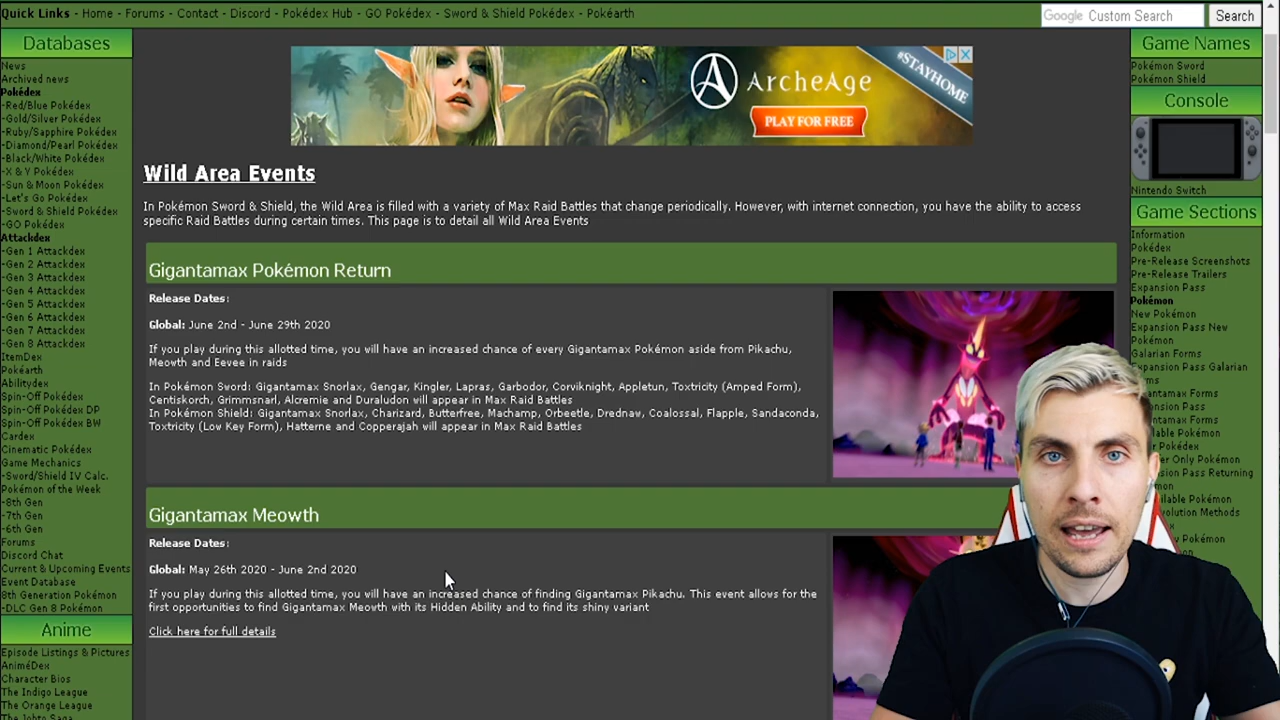 Quick Links - Home - Forums - Contact - Discord - Pokédex Hub - GO Pokédex - Sword & Shield Pokédex - Pokéarth
Google Custom Search
Search
Databases
News
Archived news
Pokédex
-Red/Blue Pokédex
-Gold/Silver Pokédex
-Ruby/Sapphire Pokédex
-Diamond/Pearl Pokédex
-Black/White Pokédex
-X & Y Pokédex
-Sun & Moon Pokédex
-Let's Go Pokédex
-Sword & Shield Pokédex
-GO Pokédex
Attackdex
-Gen 1 Attackdex
-Gen 2 Attackdex
-Gen 3 Attackdex
-Gen 4 Attackdex
-Gen 5 Attackdex
-Gen 6 Attackdex
-Gen 7 Attackdex
-Gen 8 Attackdex
ItemDex
Pokéarth
Abilitydex
Spin-Off Pokédex
Spin-Off Pokédex DP
Spin-Off Pokédex BW
Cardex
Cinematic Pokédex
Game Mechanics
-Sword/Shield IV Calc.
Pokémon of the Week
-8th Gen
-7th Gen
-6th Gen
Forums
Discord Chat
Current & Upcoming Events
Event Database
8th Generation Pokémon
-DLC Gen 8 Pokémon
Anime
Episode Listings & Pictures
AniméDex
Character Bios
The Indigo League
The Orange League
The Johto Saga
ArcheAge
PLAY FOR FREE
#STAYHOME
Wild Area Events
In Pokémon Sword & Shield, the Wild Area is filled with a variety of Max Raid Battles that change periodically. However, with internet connection, you have the ability to access
specific Raid Battles during certain times. This page is to detail all Wild Area Events
Gigantamax Pokémon Return
Release Dates:
Global: June 2nd - June 29th 2020
If you play during this allotted time, you will have an increased chance of every Gigantamax Pokémon aside from Pikachu,
Meowth and Eevee in raids
In Pokémon Sword: Gigantamax Snorlax, Gengar, Kingler, Lapras, Garbodor, Corviknight, Appletun, Toxtricity (Amped Form),
Centiskorch, Grimmsnarl, Alcremie and Duraludon will appear in Max Raid Battles
In Pokémon Shield: Gigantamax Snorlax, Charizard, Butterfree, Machamp, Orbeetle, Drednaw, Coalossal, Flapple, Sandaconda,
Toxtricity (Low Key Form), Hatterne and Copperajah will appear in Max Raid Battles
Gigantamax Meowth
Release Dates:
Global: May 26th 2020 - June 2nd 2020
If you play during this allotted time, you will have an increased chance of finding Gigantamax Pikachu. This event allows for the
first opportunities to find Gigantamax Meowth with its Hidden Ability and to find its shiny variant
Click here for full details
Game Names
Pokémon Sword
Pokémon Shield
Console
Nintendo Switch
Game Sections
Information
Pokédex
Pre-Release Screenshots
Pre-Release Trailers
Expansion Pass
Pokémon
New Pokémon
Expansion Pass New
Pokémon
Galarian Forms
Expansion Pass Galarian
Pass
Pokémon
Pokédex
Only Pokémon
Pass Returning
Pokémon
Methods
Pokémon